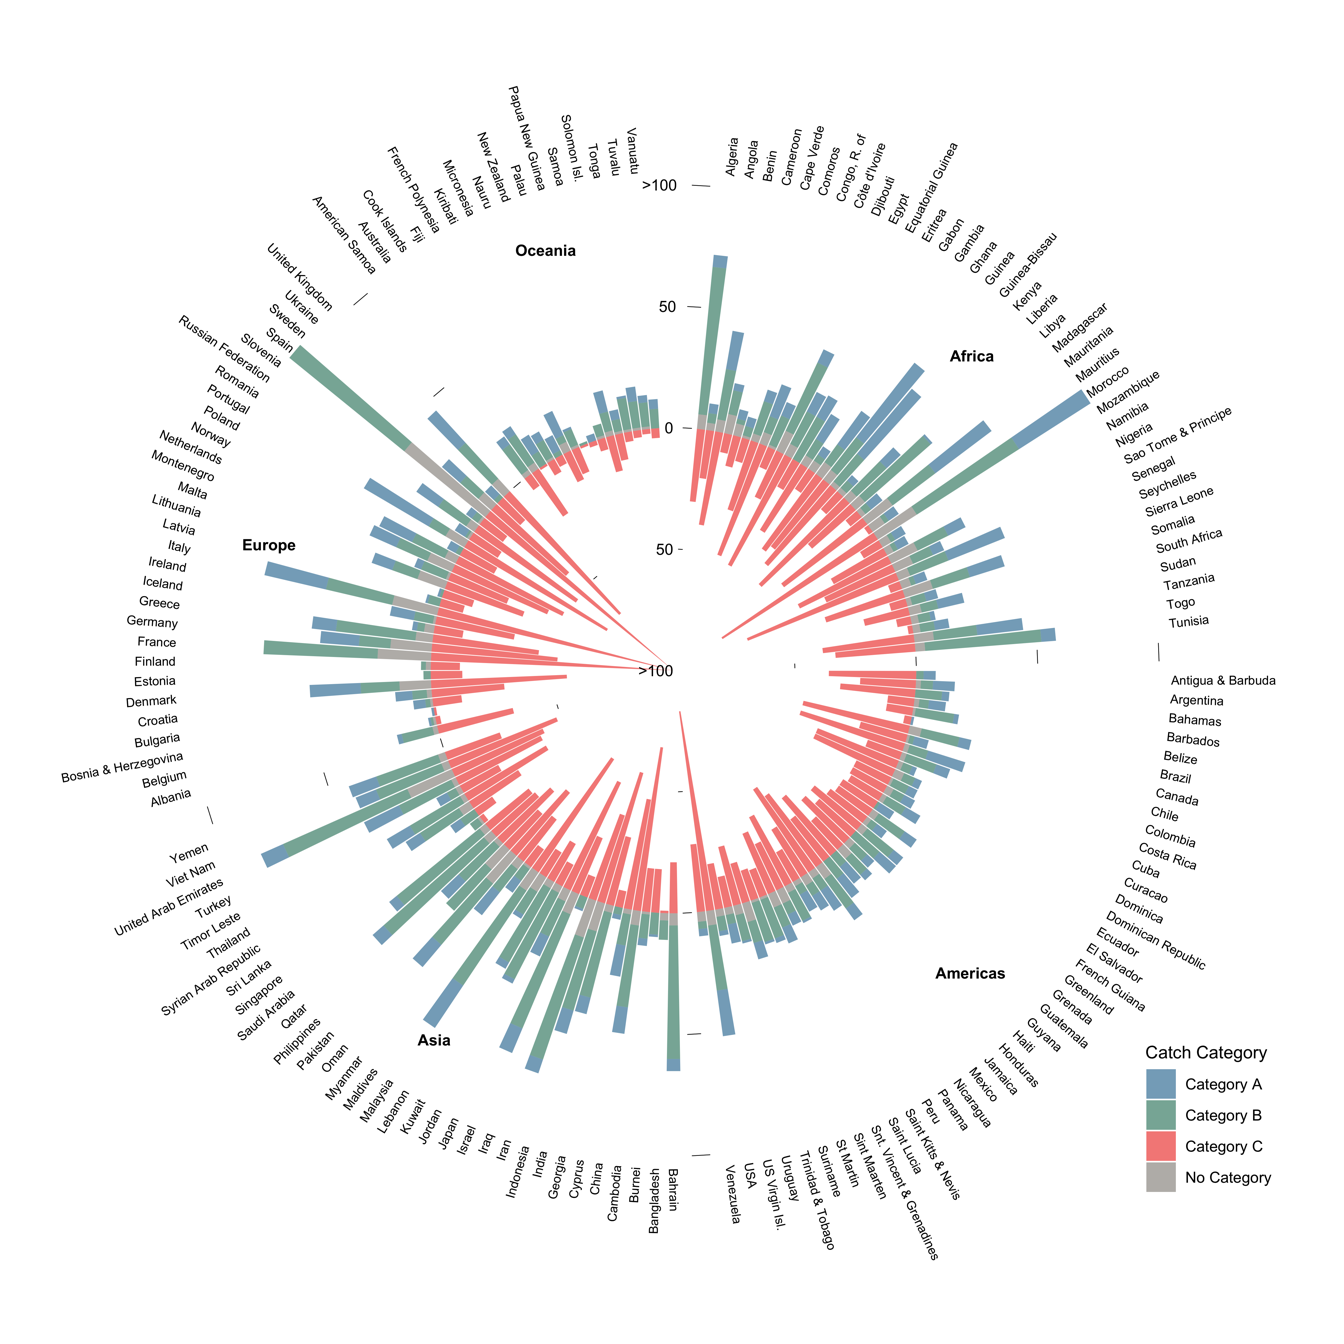 Algeria
Angola
Benin
Cameroon
Cape Verde
Comoros
Congo, R. of
Côte d'Ivoire
Djibouti
Egypt
Equatorial Guinea
Eritrea
Gabon
Gambia
Ghana
Guinea
Guinea-Bissau
Kenya
Liberia
Libya
Madagascar
Mauritania
Mauritius
Morocco
Mozambique
Namibia
Nigeria
Sao Tome & Principe
Senegal
Seychelles
Sierra Leone
Somalia
South Africa
Sudan
Tanzania
Togo
Tunisia
Antigua & Barbuda
Argentina
Bahamas
Barbados
Belize
Brazil
Canada
Chile
Colombia
Costa Rica
Cuba
Curacao
Dominica
Dominican Republic
Ecuador
El Salvador
French Guiana
Greenland
Grenada
Guatemala
Guyana
Haiti
Honduras
Jamaica
Mexico
Nicaragua
Panama
Peru
Saint Kitts & Nevis
Saint Lucia
Snt. Vincent & Grenadines
Sint Maarten
St Martin
Suriname
Trinidad & Tobago
Uruguay
US Virgin Isl.
USA
Venezuela
Bahrain
Bangladesh
Burnei
Cambodia
China
Cyprus
Georgia
India
Indonesia
Iran
Iraq
Israel
Japan
Jordan
Kuwait
Lebanon
Malaysia
Maldives
Myanmar
Oman
Pakistan
Philippines
Qatar
Saudi Arabia
Singapore
Sri Lanka
Syrian Arab Republic
Thailand
Timor Leste
Turkey
United Arab Emirates
Viet Nam
Yemen
Albania
Belgium
Bosnia & Herzegovina
Bulgaria
Croatia
Denmark
Estonia
Finland
France
Germany
Greece
Iceland
Ireland
Italy
Latvia
Lithuania
Malta
Montenegro
Netherlands
Norway
Poland
Portugal
Romania
Russian Federation
Slovenia
Spain
Sweden
Ukraine
United Kingdom
American Samoa
Australia
Cook Islands
Fiji
French Polynesia
Kiribati
Micronesia
Nauru
New Zealand
Palau
Papua New Guinea
Samoa
Solomon Isl.
Tonga
Tuvalu
Vanuatu
>100
50
0
50
>100
Oceania
Africa
Europe
Americas
Asia
Catch Category
Category A
Category B
Category C
No Category